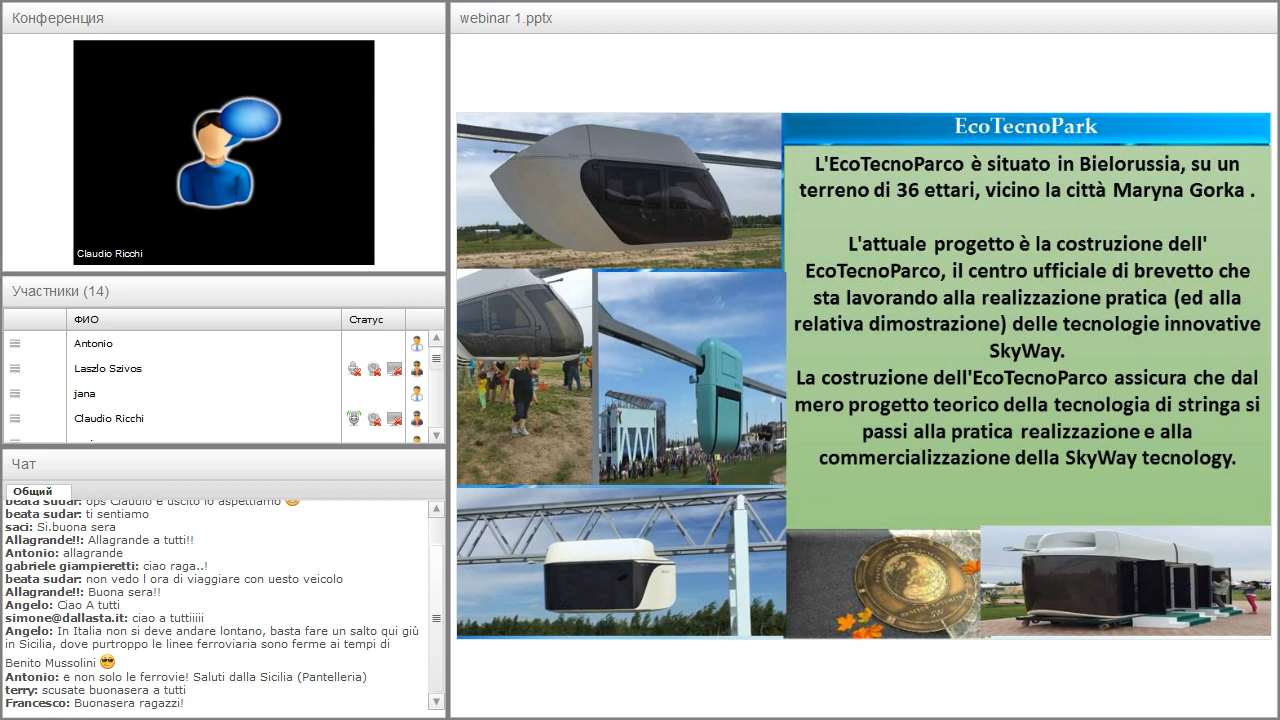 Конференция
Claudio Ricchi
Участники (14)
ФИО
Статус
Antonio
Laszlo Szivos
jana
Claudio Ricchi
Чат
Общий
beata sudar: ops Claudio e uscito lo aspettiamo
beata sudar: ti sentiamo
saci: Si.buona sera
Allagrande!!: Allagrande a tutti!!
Antonio: allagrande
gabriele giampieretti: ciao raga..!
beata sudar: non vedo l ora di viaggiare con uesto veicolo
Allagrande!!: Buona sera!!
Angelo: Ciao A tutti
simone@dallasta.it: ciao a tuttiiiii
Angelo: In Italia non si deve andare lontano, basta fare un salto qui giù
in Sicilia, dove purtroppo le linee ferroviaria sono ferme ai tempi di
Benito Mussolini
Antonio: e non solo le ferrovie! Saluti dalla Sicilia (Pantelleria)
terry: scusate buonasera a tutti
Francesco: Buonasera ragazzi!
webinar 1.pptx
EcoTecnoPark
L'EcoTecnoParco è situato in Bielorussia, su un
terreno di 36 ettari, vicino la città Maryna Gorka .
L'attuale progetto è la costruzione dell'
EcoTecnoParco, il centro ufficiale di brevetto che
sta lavorando alla realizzazione pratica (ed alla
relativa dimostrazione) delle tecnologie innovative
SkyWay.
La costruzione dell'EcoTecnoParco assicura che dal
mero progetto teorico della tecnologia di stringa si
passi alla pratica realizzazione e alla
commercializzazione della SkyWay tecnology.